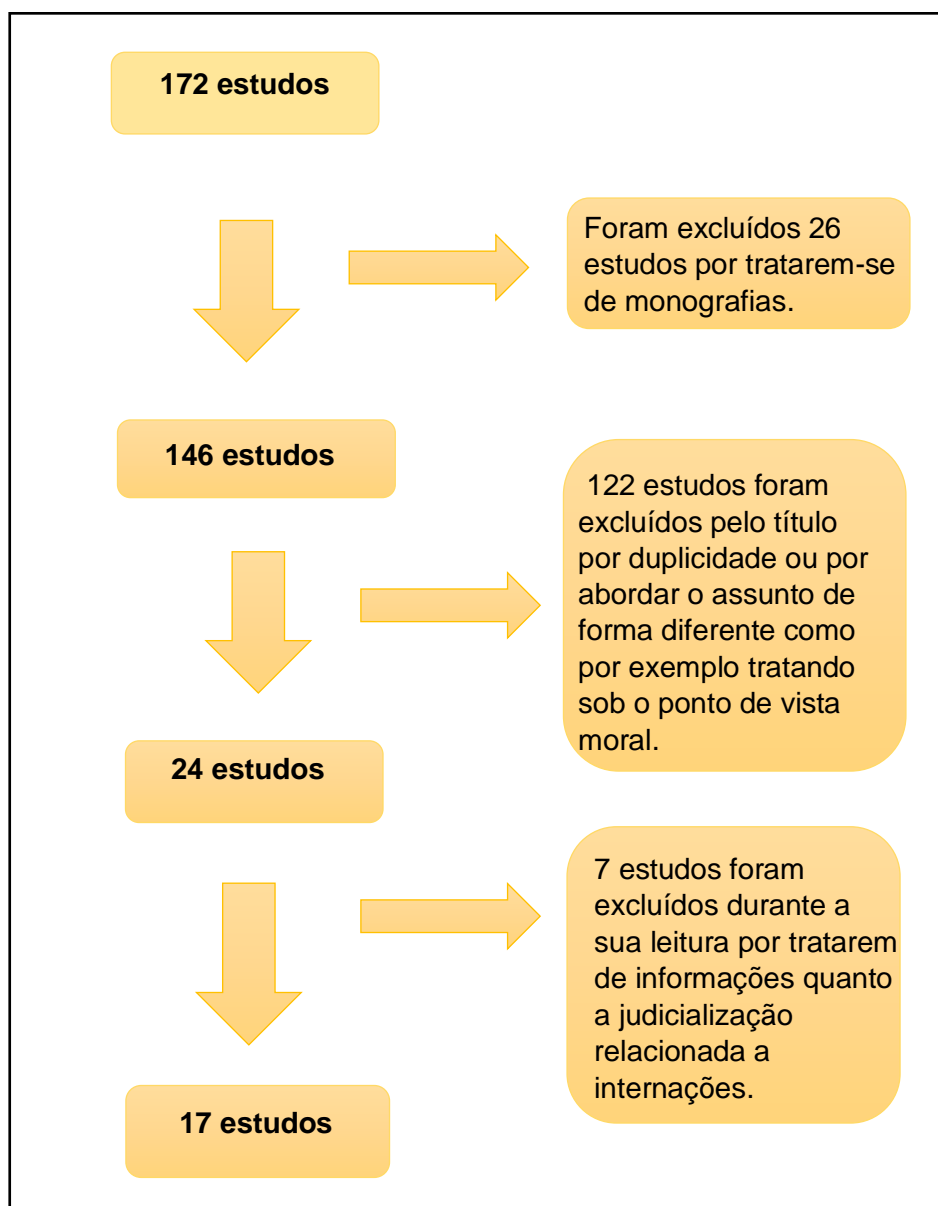 172 estudos
Foram excluídos 26
estudos por tratarem-se
de monografias.
146 estudos
122 estudos foram
excluídos pelo título
por duplicidade ou por
abordar o assunto de
forma diferente como
por exemplo tratando
sob o ponto de vista
moral.
24 estudos
7 estudos foram
excluídos durante a
sua leitura por tratarem
de informações quanto
a judicialização
relacionada a
internações.
17 estudos